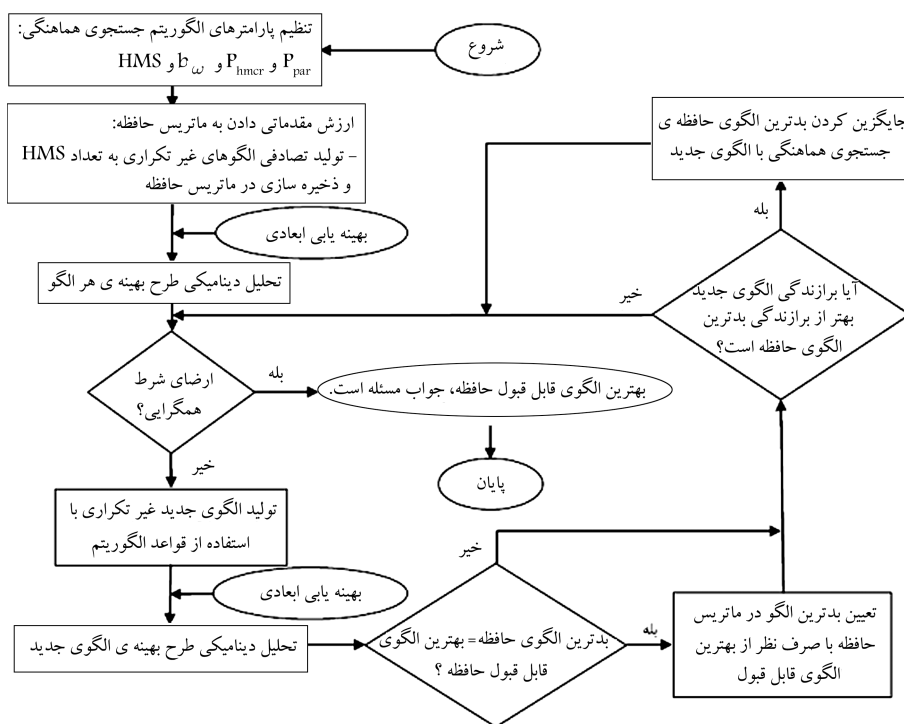 شروع
تنظیم پارامترهای الگوریتم جستجوی هماهنگی:
HMS و bω و Phmcr و Ppar
ارزش مقدماتی دادن به ماتریس حافظه:
- تولید تصادفی الگوهای غیر تکراری به تعداد HMS
و ذخیره سازی در ماتریس حافظه
بهینه یابی ابعادی
تحلیل دینامیکی طرح بهینه ی هر الگو
ارضای شرط
همگرایی؟
بله
بهترین الگوی قابل قبول حافظه، جواب مسئله است.
پایان
خیر
تولید الگوی جدید غیر تکراری با
استفاده از قواعد الگوریتم
بهینه یابی ابعادی
تحلیل دینامیکی طرح بهینه ی الگوی جدید
بدترین الگوی حافظه = بهترین الگوی
قابل قبول حافظه ؟
خیر
بله
تعیین بدترین الگو در ماتریس
حافظه با صرف نظر از بهترین
الگوی قابل قبول
آیا برازندگی الگوی جدید
بهتر از برازندگی بدترین
الگوی حافظه است؟
خیر
بله
جایگزین کردن بدترین الگوی حافظه ی
جستجوی هماهنگی با الگوی جدید